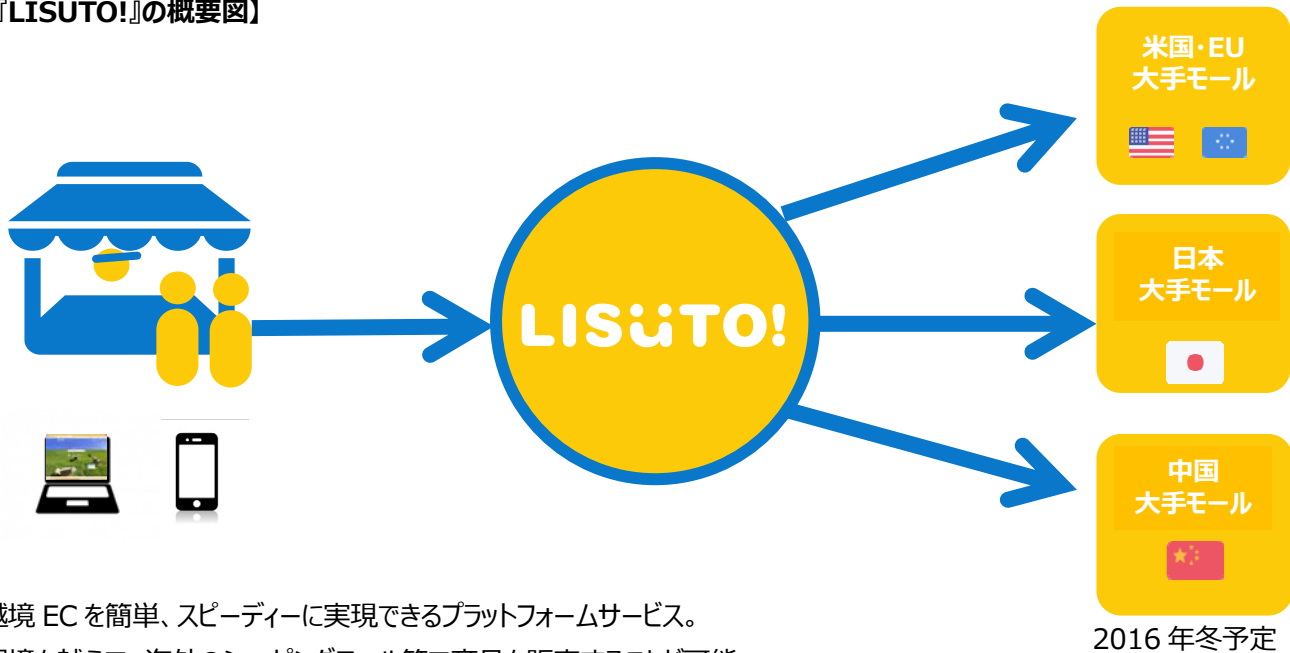 『LISUTO!』の概要図】
米国・EU
大手モール
LISüTO!
日本
大手モール
中国
大手モール
越境 EC を簡単、スピーディーに実現できるプラットフォームサービス。
2016 年冬予定